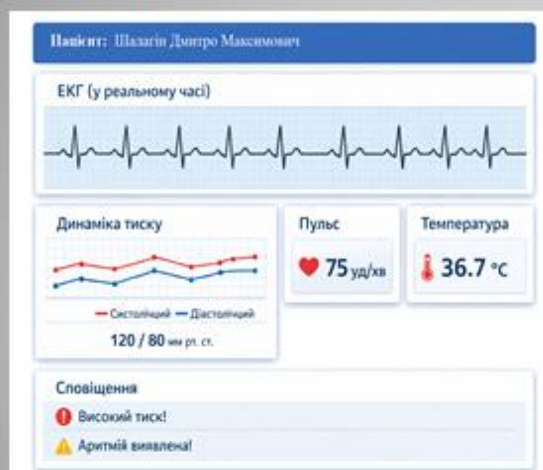 Пацієнт: Шалагін Дмитро Максимович
ЕКГ (у реальному часі)
Динаміка тиску
Систолічний Діастолічний
120 / 80 мм рт. ст.
Пульс
75 уд/хв
Температура
36.7 °C
Сповіщення
Високий тиск!
Аритмій виявлена!